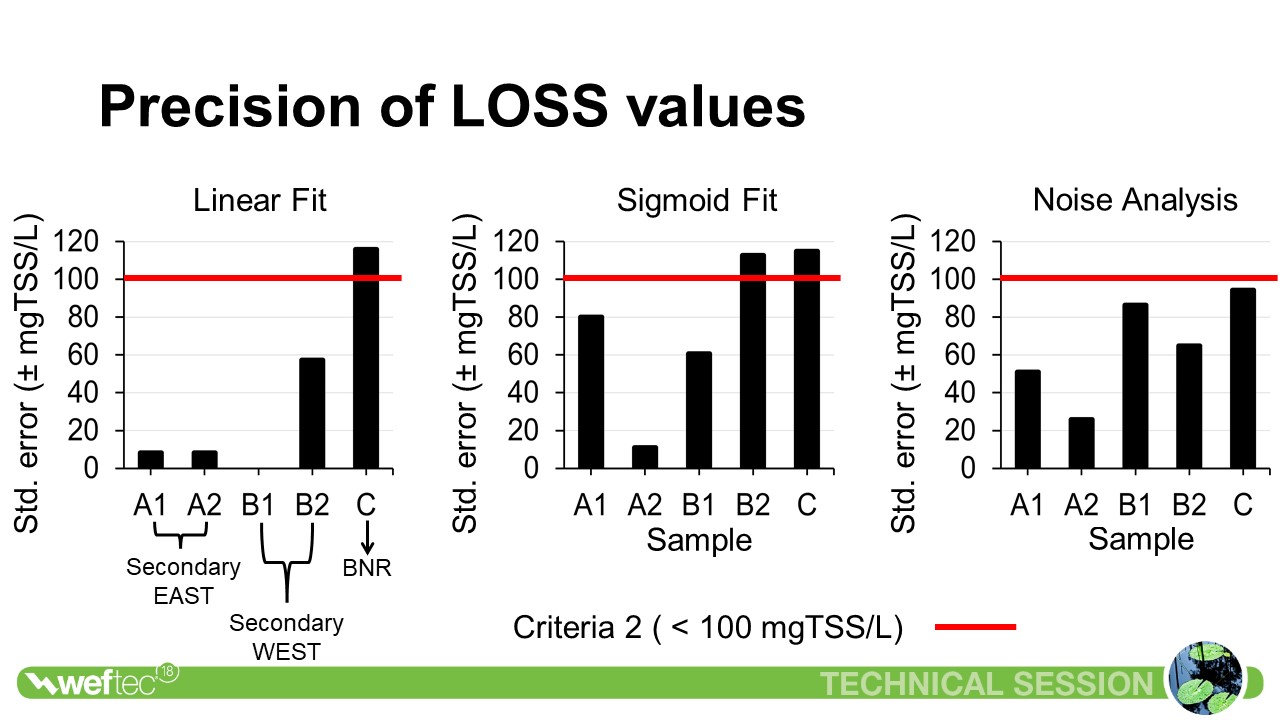 Precision of LOSS values
Linear Fit
Std. error (± mgTSS/L)
120
100
80
60
40
20
0
A1 A2 B1 B2 C
Secondary
EAST
Secondary
WEST
BNR
Sigmoid Fit
Std. error (± mgTSS/L)
120
100
80
60
40
20
0
A1 A2 B1 B2 C
Sample
Noise Analysis
Std. error (± mgTSS/L)
120
100
80
60
40
20
0
A1 A2 B1 B2 C
Sample
Criteria 2 ( < 100 mgTSS/L)
weftec 18
TECHNICAL SESSION